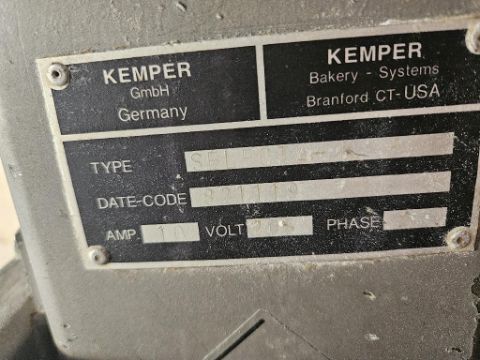 KEMPER
GmbH
Germany
KEMPER
Bakery - Systems
Branford CT-USA
TYPE
DATE-CODE
AMP. 10 VOLT PHASE